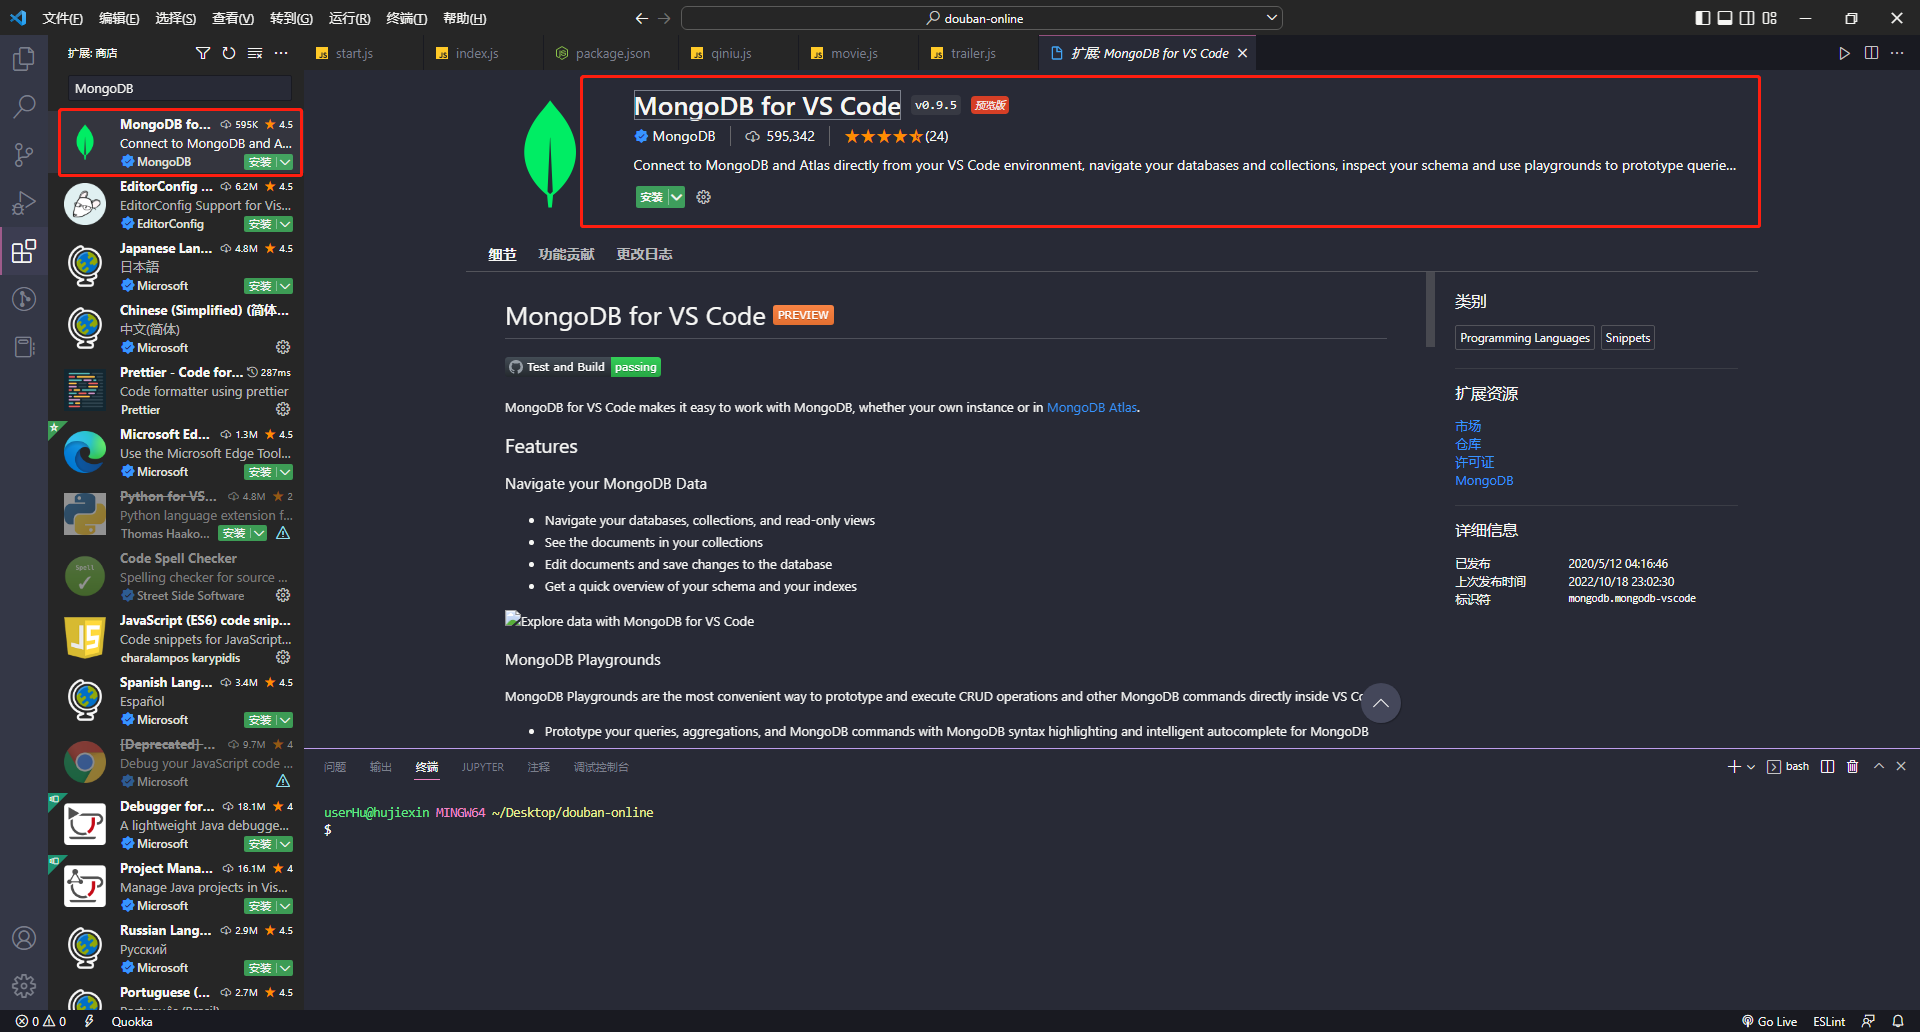 文件(F) 编辑(E) 选择(S) 查看(V) 转到(G) 运行(R) 终端(T) 帮助(H)
douban-online
扩展: 商店
MongoDB
MongoDB fo... 595K 4.5
Connect to MongoDB and A...
MongoDB 安装
EditorConfig ... 6.2M 4.5
EditorConfig Support for Vis...
EditorConfig 安装
Japanese Lan... 4.8M 4.5
日本語
Microsoft 安装
Chinese (Simplified) (简体...
中文(简体)
Microsoft
Prettier - Code for... 287ms
Code formatter using prettier
Prettier
Microsoft Ed... 1.3M 4.5
Use the Microsoft Edge Tool...
Microsoft 安装
Python for VS... 4.8M 2
Python language extension f...
Thomas Haako... 安装
Code Spell Checker
Spelling checker for source ...
Street Side Software
JavaScript (ES6) code snip...
Code snippets for JavaScript...
charalampos karypidis
Spanish Lang... 3.4M 4.5
Español
Microsoft 安装
[Deprecated] ... 9.7M 4
Debug your JavaScript code ...
Microsoft
Debugger for... 18.1M 4
A lightweight Java debugge...
Microsoft 安装
Project Mana... 16.1M 4
Manage Java projects in Vis...
Microsoft 安装
Russian Lang... 2.9M 4.5
Русский
Microsoft 安装
Portuguese (... 2.7M 4.5
start.js index.js package.json qiniu.js movie.js trailer.js 扩展: MongoDB for VS Code
MongoDB for VS Code v0.9.5 预览版
MongoDB 595,342 (24)
Connect to MongoDB and Atlas directly from your VS Code environment, navigate your databases and collections, inspect your schema and use playgrounds to prototype querie...
安装
细节 功能贡献 更改日志
MongoDB for VS Code PREVIEW
Test and Build passing
MongoDB for VS Code makes it easy to work with MongoDB, whether your own instance or in MongoDB Atlas.
Features
Navigate your MongoDB Data
• Navigate your databases, collections, and read-only views
• See the documents in your collections
• Edit documents and save changes to the database
• Get a quick overview of your schema and your indexes
Explore data with MongoDB for VS Code
MongoDB Playgrounds
MongoDB Playgrounds are the most convenient way to prototype and execute CRUD operations and other MongoDB commands directly inside VS Co
• Prototype your queries, aggregations, and MongoDB commands with MongoDB syntax highlighting and intelligent autocomplete for MongoDB
类别
Programming Languages Snippets
扩展资源
市场
仓库
许可证
MongoDB
详细信息
已发布 2020/5/12 04:16:46
上次发布时间 2022/10/18 23:02:30
标识符 mongodb.mongodb-vscode
问题 输出 终端 JUPYTER 注释 调试控制台
bash
userHu@hujiexin MINGW64 ~/Desktop/douban-online
$
0 0 Quokka
Go Live ESLint